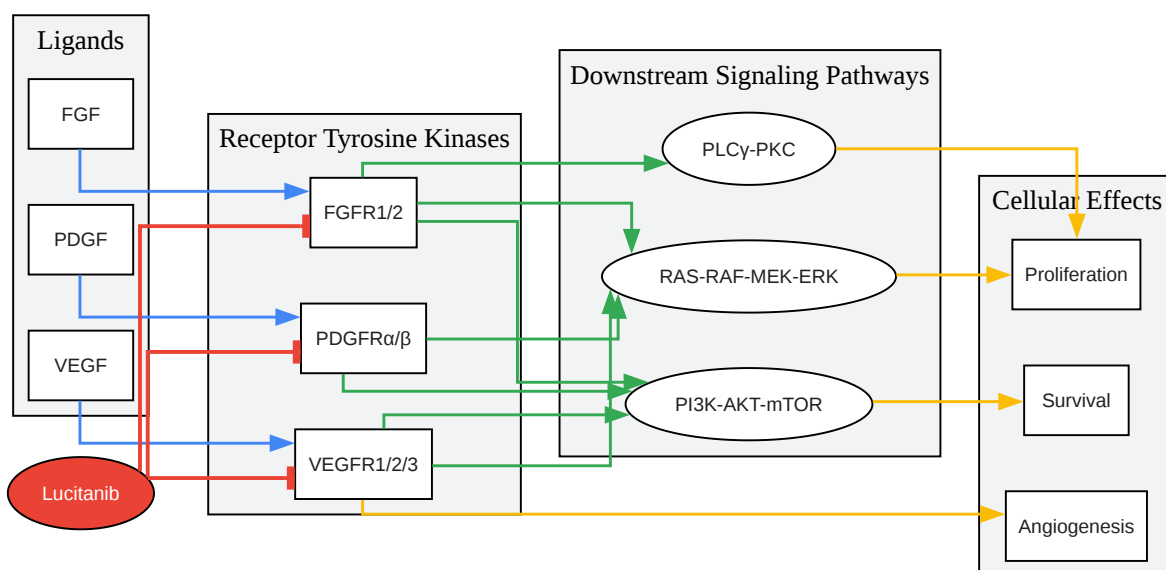 Ligands
FGF
PDGF
VEGF
Lucitanib
Receptor Tyrosine Kinases
FGFR1/2
PDGFRα/β
VEGFR1/2/3
Downstream Signaling Pathways
PLCγ-PKC
RAS-RAF-MEK-ERK
PI3K-AKT-mTOR
Cellular Effects
Proliferation
Survival
Angiogenesis